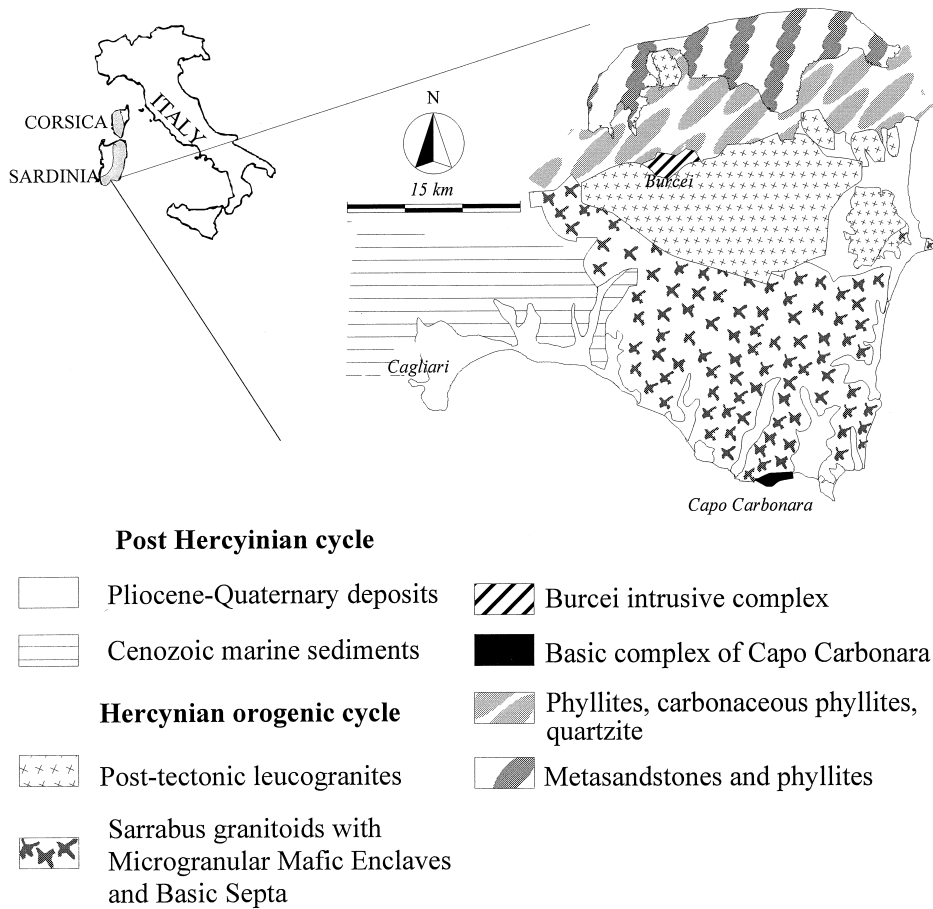 CORSICA
ITALY
SARDINIA
N
15 km
Burcei
Cagliari
Capo Carbonara
Post Hercyinian cycle
Pliocene-Quaternary deposits
Cenozoic marine sediments
Hercynian orogenic cycle
Post-tectonic leucogranites
Sarrabus granitoids with
Microgranular Mafic Enclaves
and Basic Septa
Burcei intrusive complex
Basic complex of Capo Carbonara
Phyllites, carbonaceous phyllites,
quartzite
Metasandstones and phyllites